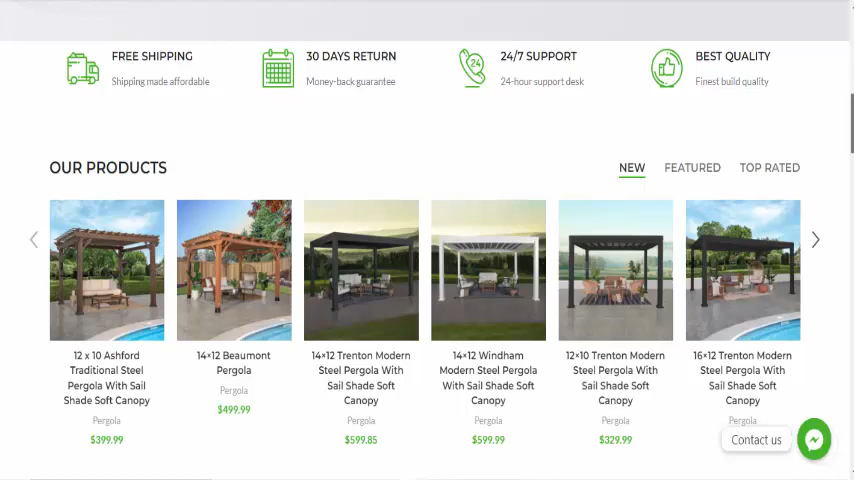 FREE SHIPPING
Shipping made affordable
30 DAYS RETURN
Money-back guarantee
24
24/7 SUPPORT
24-hour support desk
BEST QUALITY
Finest build quality
OUR PRODUCTS
NEW
FEATURED
TOP RATED
12 x 10 Ashford
Traditional Steel
Pergola With Sail
Shade Soft Canopy
Pergola
$399.99
14×12 Beaumont
Pergola
Pergola
$499.99
14×12 Trenton Modern
Steel Pergola With
Sail Shade Soft
Canopy
Pergola
$599.85
14×12 Windham
Modern Steel Pergola
With Sail Shade Soft
Canopy
Pergola
$599.99
12×10 Trenton Modern
Steel Pergola With
Sail Shade Soft
Canopy
Pergola
$329.99
16×12 Trenton Modern
Steel Pergola With
Sail Shade Soft
Canopy
Pergola
Contact us